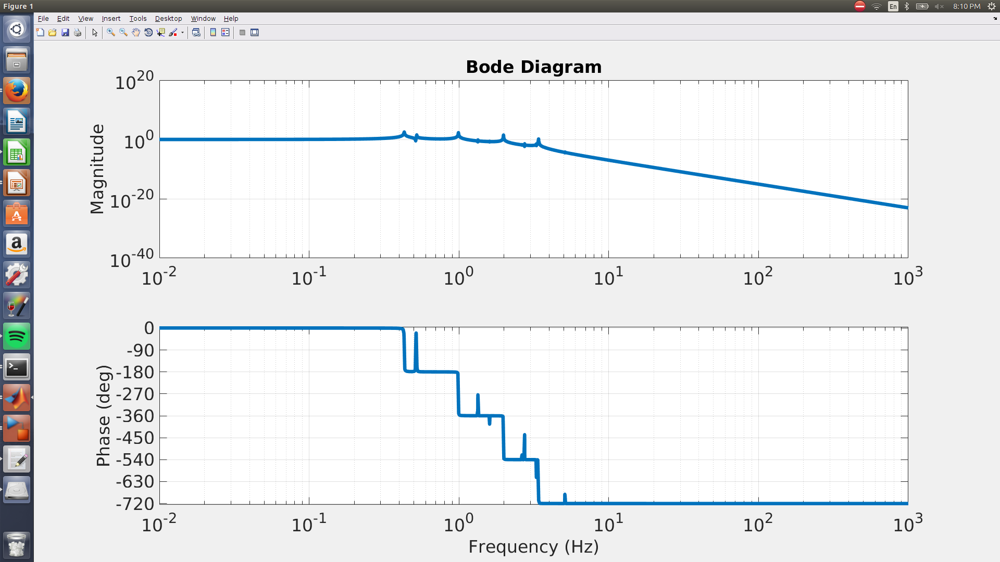 Figure 1
En
8:10 PM
File Edit View Insert Tools Desktop Window Help
Bode Diagram
10^20
10^0
10^-20
10^-40
Magnitude
10^-2 10^-1 10^0 10^1 10^2 10^3
0
-90
-180
-270
-360
-450
-540
-630
-720
Phase (deg)
10^-2 10^-1 10^0 10^1 10^2 10^3
Frequency (Hz)
a